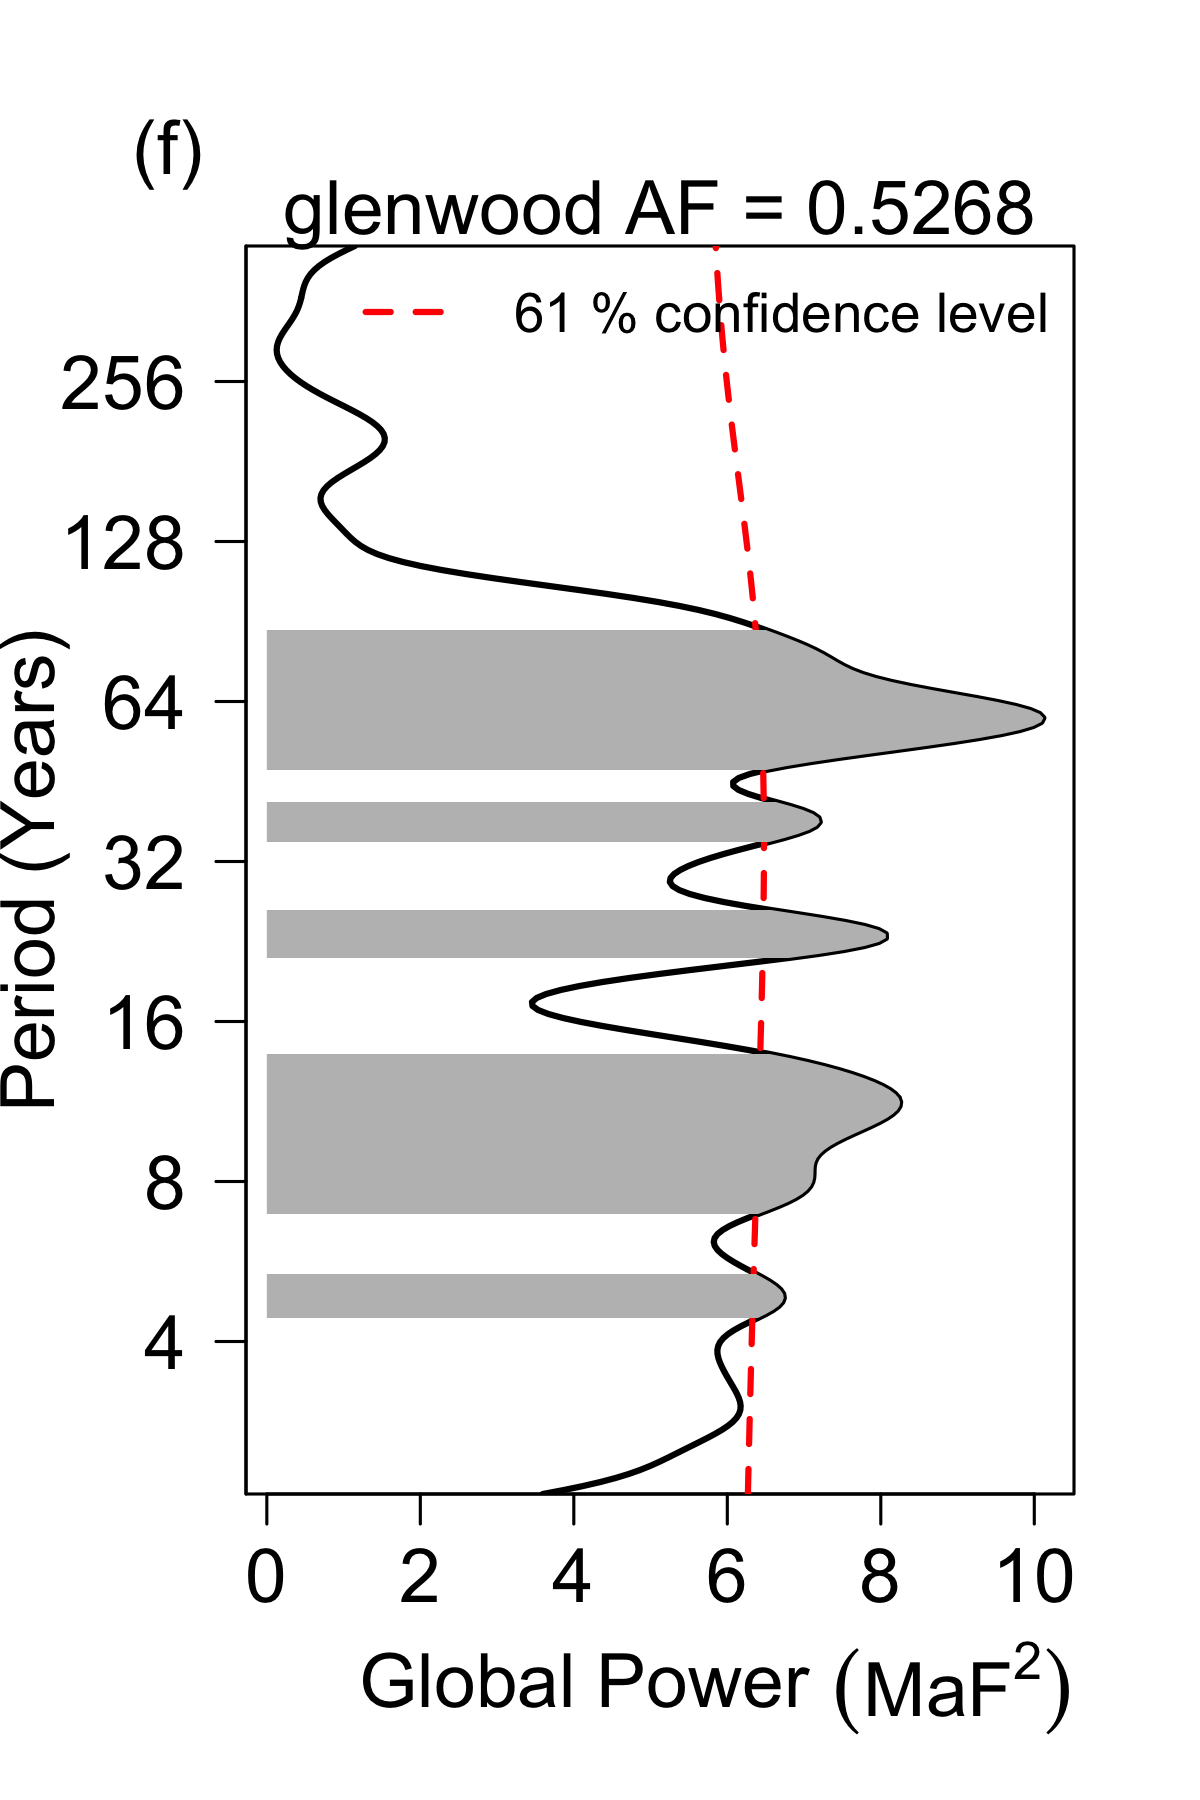 (f)
glenwood AF = 0.5268
61 % confidence level
256
128
64
32
16
8
4
Period (Years)
0 2 4 6 8 10
Global Power (MaF²)